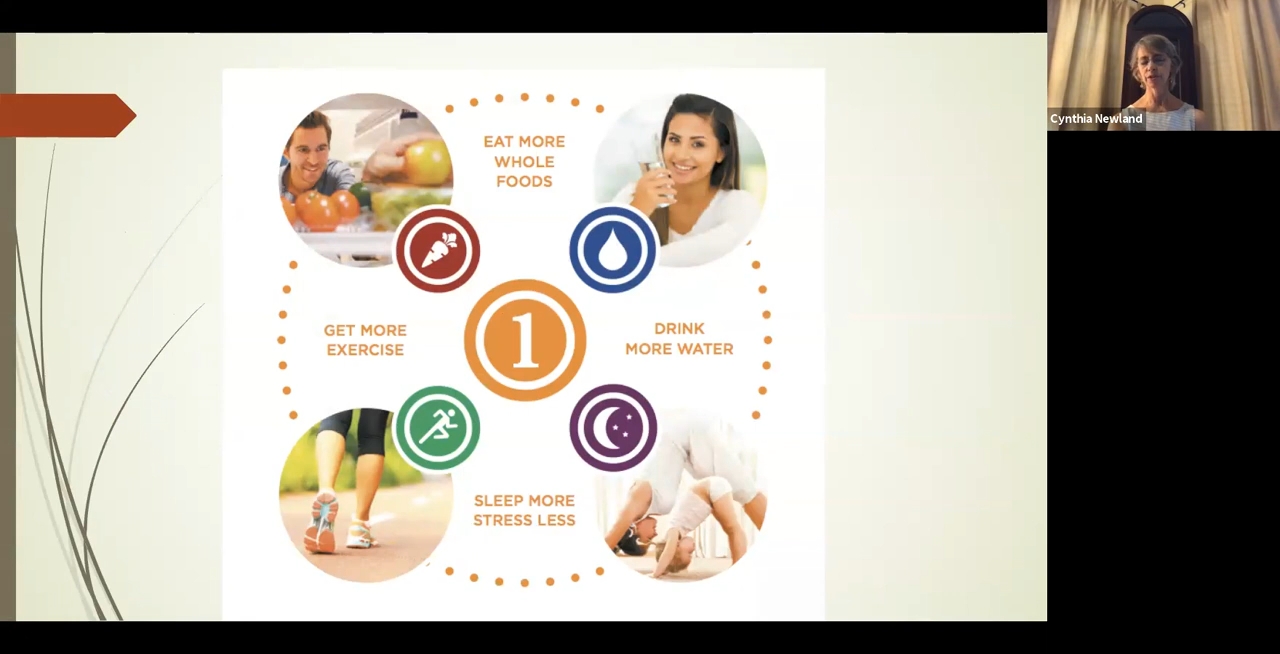 EAT MORE
WHOLE
FOODS
Cynthia Newland
1
GET MORE
EXERCISE
DRINK
MORE WATER
SLEEP MORE
STRESS LESS